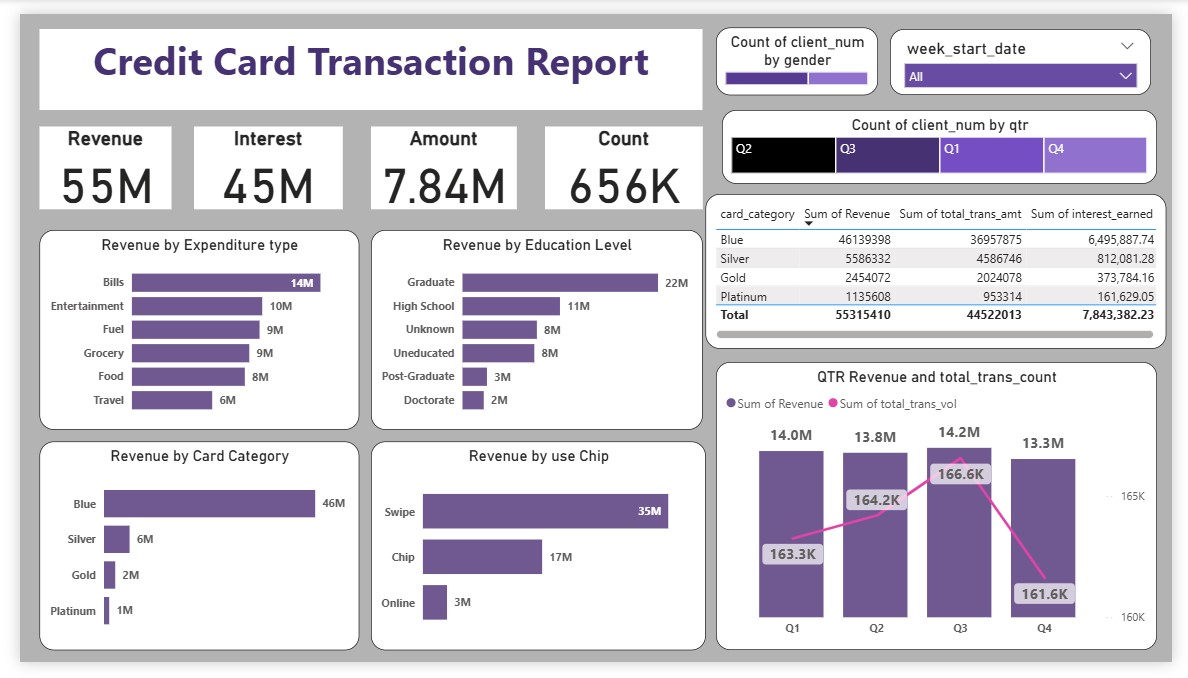 Credit Card Transaction Report
Count of client_num
by gender
week_start_date
All
Count of client_num by qtr
Q2 Q3 Q1 Q4
Revenue
55M
Interest
45M
Amount
7.84M
Count
656K
card_category Sum of Revenue Sum of total_trans_amt Sum of interest_earned
Blue 46139398 36957875 6,495,887.74
Silver 5586332 4586746 812,081.28
Gold 2454072 2024078 373,784.16
Platinum 1135608 953314 161,629.05
Total 55315410 44522013 7,843,382.23
Revenue by Expenditure type
Bills 14M
Entertainment 10M
Fuel 9M
Grocery 9M
Food 8M
Travel 6M
Revenue by Education Level
Graduate 22M
High School 11M
Unknown 8M
Uneducated 8M
Post-Graduate 3M
Doctorate 2M
Revenue by Card Category
Blue 46M
Silver 6M
Gold 2M
Platinum 1M
Revenue by use Chip
Swipe 35M
Chip 17M
Online 3M
QTR Revenue and total_trans_count
Sum of Revenue Sum of total_trans_vol
14.0M 13.8M 14.2M 13.3M
163.3K 164.2K 166.6K 161.6K
165K
160K
Q1 Q2 Q3 Q4